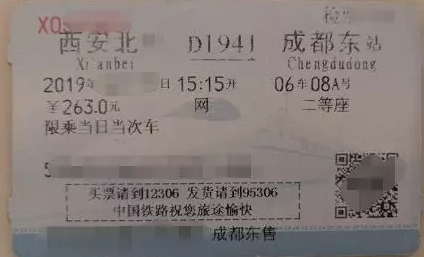 XO
检
西安北 D1941 成都东站
Xi'anbei Chengdudong
2019年 日 15:15开 06车08A号
￥263.0元 网 二等座
限乘当日当次车
5
买票请到12306 发货请到95306
中国铁路祝您旅途愉快
成都东售